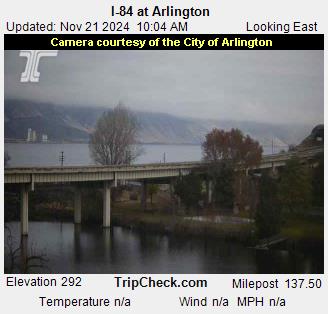 I-84 at Arlington
Updated: Nov 21 2024 10:04 AM Looking East
Camera courtesy of the City of Arlington
Elevation 292 TripCheck.com Milepost 137.50
Temperature n/a Wind n/a MPH n/a